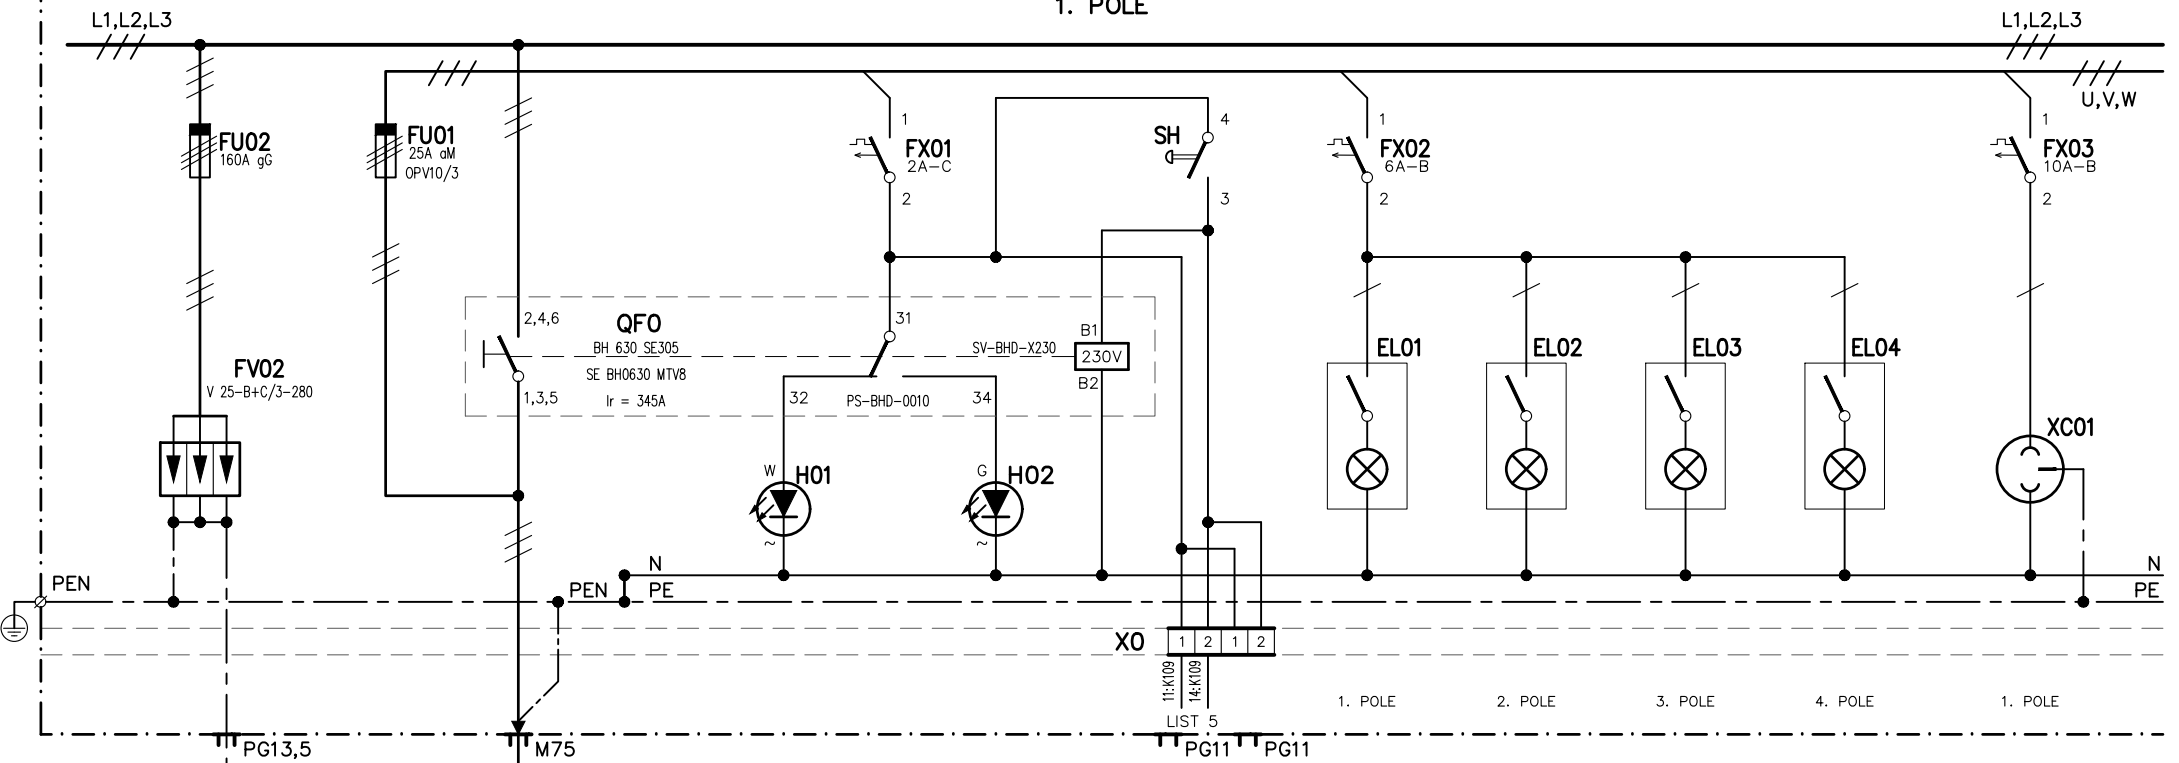 1. POLE
L1,L2,L3
L1,L2,L3
U,V,W
FU02
160A gG
FU01
25A aM
OPV10/3
1
FX01
2A-C
2
4
SH
3
1
FX02
6A-B
2
1
FX03
10A-B
2
2,4,6
QF0
BH 630 SE305
SE BH0630 MTV8
Ir = 345A
1,3,5
31
SV-BHD-X230
B1
230V
B2
32
PS-BHD-0010
34
EL01
EL02
EL03
EL04
FV02
V 25-B+C/3-280
W
H01
~
G
H02
~
XC01
N
N
PEN
PEN
PE
PE
X0
1
2
1
2
11:K109
14:K109
LIST 5
1. POLE
2. POLE
3. POLE
4. POLE
1. POLE
PG13,5
M75
PG11
PG11